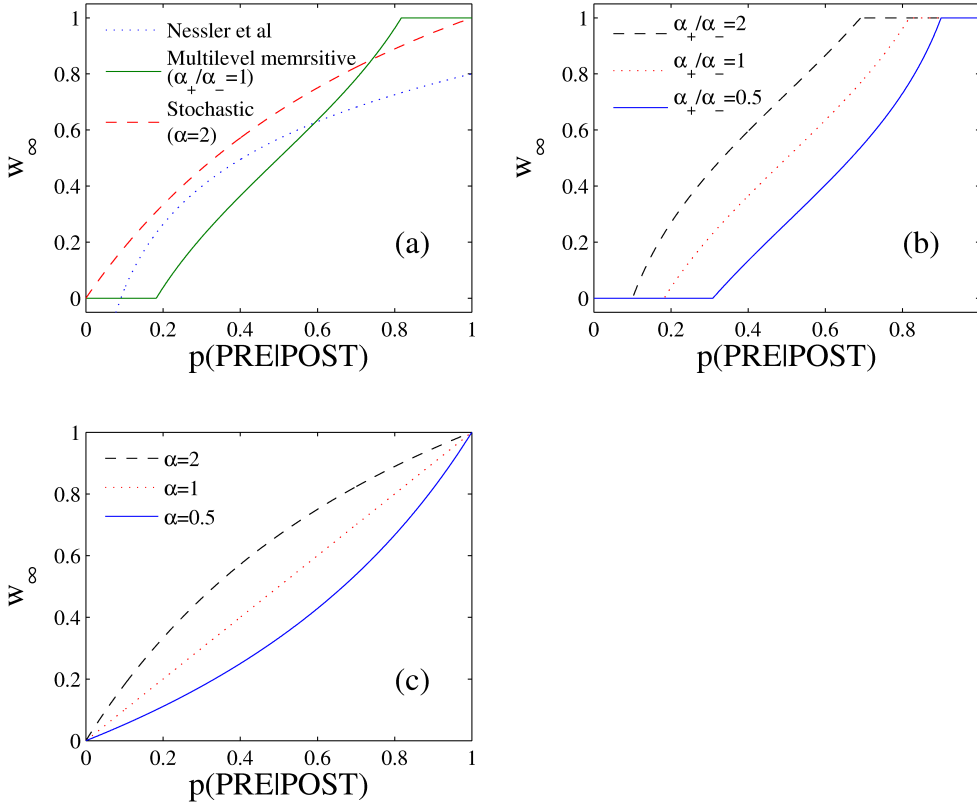 Nessler et al
Multilevel memrsitive
(α+/α-=1)
Stochastic
(α=2)
(a)
1
0.8
0.6
0.4
0.2
0
w∞
0 0.2 0.4 0.6 0.8 1
p(PRE|POST)
α+/α-=2
α+/α-=1
α+/α-=0.5
(b)
1
0.8
0.6
0.4
0.2
0
w∞
0 0.2 0.4 0.6 0.8
p(PRE|POST)
α=2
α=1
α=0.5
(c)
1
0.8
0.6
0.4
0.2
0
w∞
0 0.2 0.4 0.6 0.8 1
p(PRE|POST)